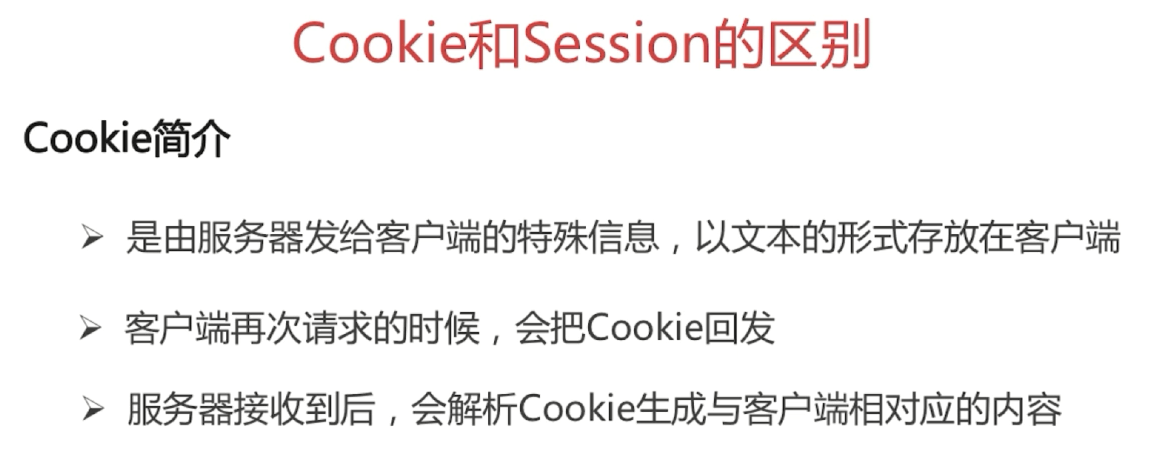 Cookie和Session的区别
Cookie简介
➢ 是由服务器发给客户端的特殊信息，以文本的形式存放在客户端
➢ 客户端再次请求的时候，会把Cookie回发
➢ 服务器接收到后，会解析Cookie生成与客户端相对应的内容